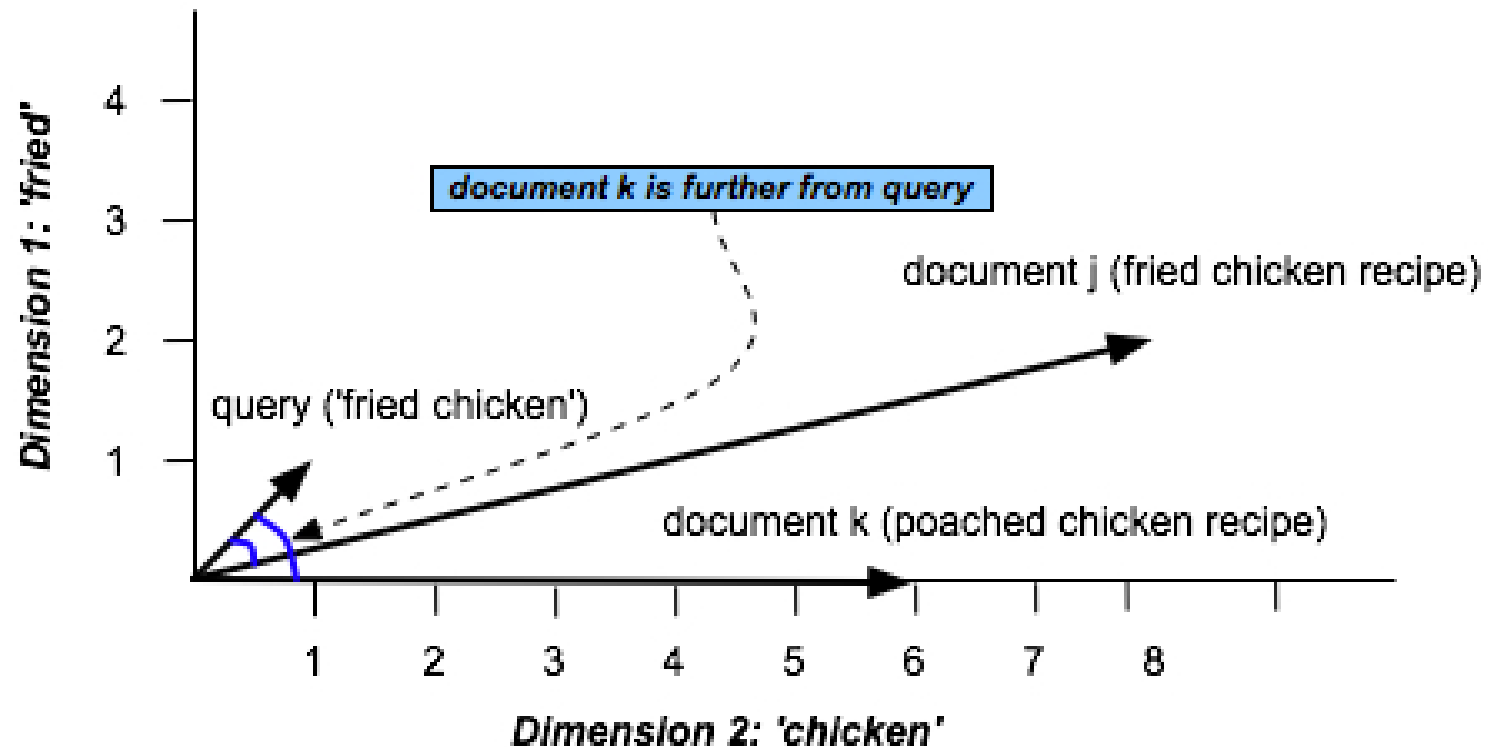 Dimension 1: 'fried'
4
3
2
1
document k is further from query
document j (fried chicken recipe)
query ('fried chicken')
document k (poached chicken recipe)
1 2 3 4 5 6 7 8
Dimension 2: 'chicken'